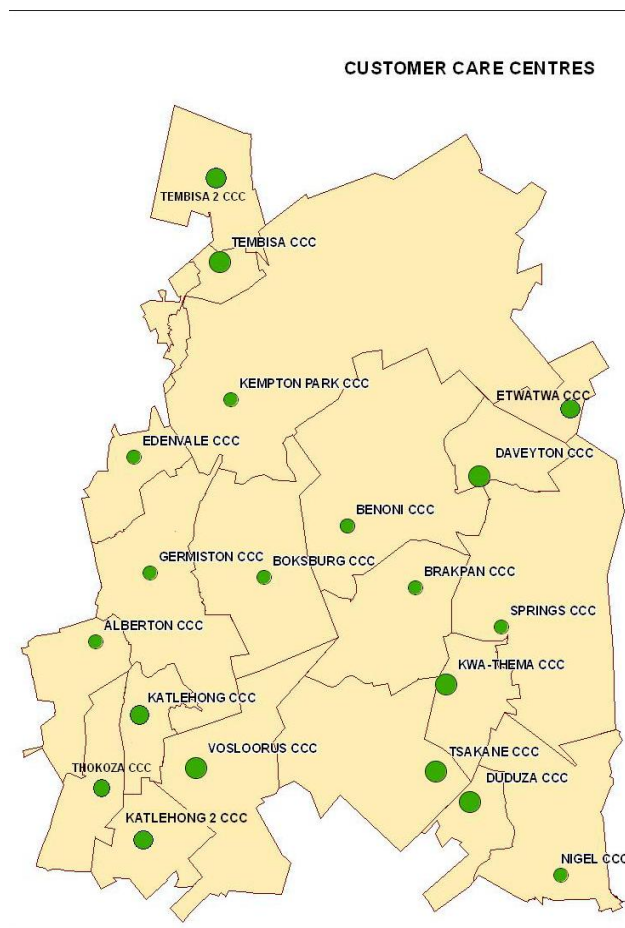 CUSTOMER CARE CENTRES
TEMBISA 2 CCC
TEMBISA CCC
KEMPTON PARK CCC
ETWATWA CCC
EDENVALE CCC
DAVEYTON CCC
BENONI CCC
GERMISTON CCC
BOKSBURG CCC
BRAKPAN CCC
SPRINGS CCC
ALBERTON CCC
KWA-THEMA CCC
KATLEHONG CCC
VOSLOORUS CCC
TSAKANE CCC
THOKOZA CCC
DUDUZA CCC
KATLEHONG 2 CCC
NIGEL CCC